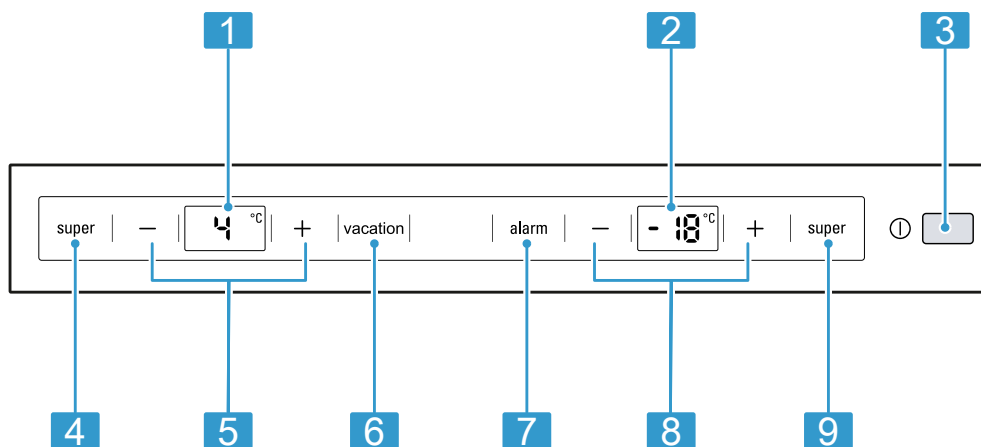 1 2 3
super − 4 °C + vacation alarm − -18 °C + super
4 5 6 7 8 9